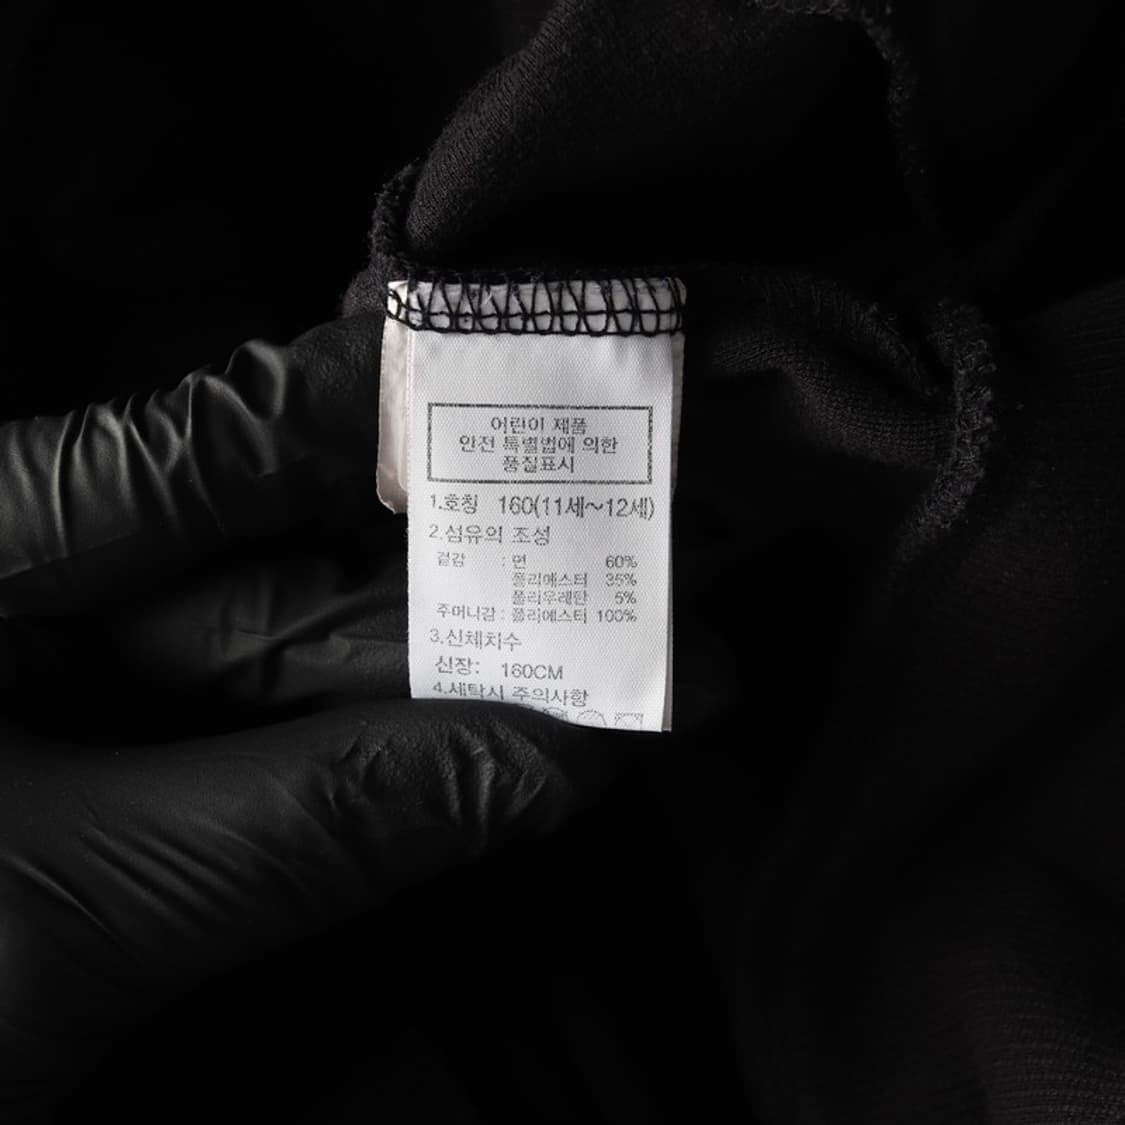 어린이 제품
안전 특별법에 의한
품질표시
1.호칭 160(11세~12세)
2.섬유의 조성
겉감 : 면 60%
폴리에스터 35%
폴리우레탄 5%
주머니감 : 폴리에스터 100%
3.신체치수
신장: 160CM
4.세탁시 주의사항